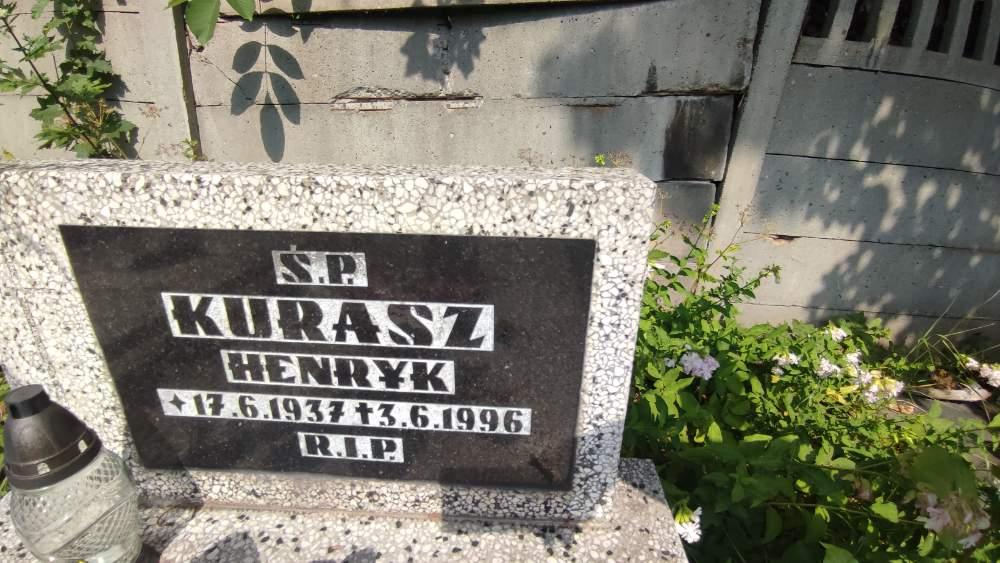 Ś.P.
KURASZ
HENRYK
✦17.6.1937 ✝3.6.1996
R.I.P.